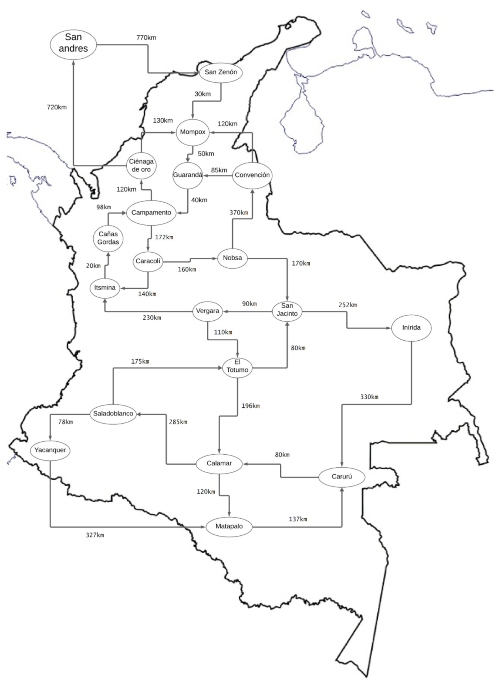 770km
San
andres
San Zenón
30km
720km
130km
Mompox
120km
50km
Ciénaga
de oro
Guarandá
85km
Convención
120km
40km
98km
Campamento
370km
172km
Cañas
Gordas
Caracolí
160km
Nobsa
170km
20km
Itsmina
140km
90km
252km
Vergara
San
Jacinto
230km
110km
Inírida
80km
El
Totumo
175km
330km
196km
Saladoblanco
78km
285km
Yacanquer
80km
Calamar
Carurú
120km
137km
Matapalo
327km